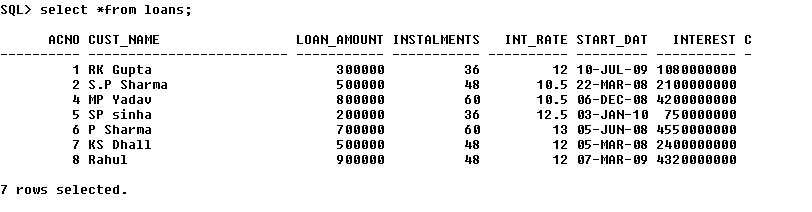 SQL> select *from loans;
ACNO CUST_NAME LOAN_AMOUNT INSTALMENTS INT_RATE START_DAT INTEREST C
---------- -------------------- ----------- ----------- ---------- --------- ---------- -
1 RK Gupta 300000 36 12 10-JUL-09 1080000000
2 S.P Sharma 500000 48 10.5 22-MAR-08 2100000000
4 MP Yadav 800000 60 10.5 06-DEC-08 4200000000
5 SP sinha 200000 36 12.5 03-JAN-10 750000000
6 P Sharma 700000 60 13 05-JUN-08 4550000000
7 KS Dhall 500000 48 12 05-MAR-08 2400000000
8 Rahul 900000 48 12 07-MAR-09 4320000000
7 rows selected.